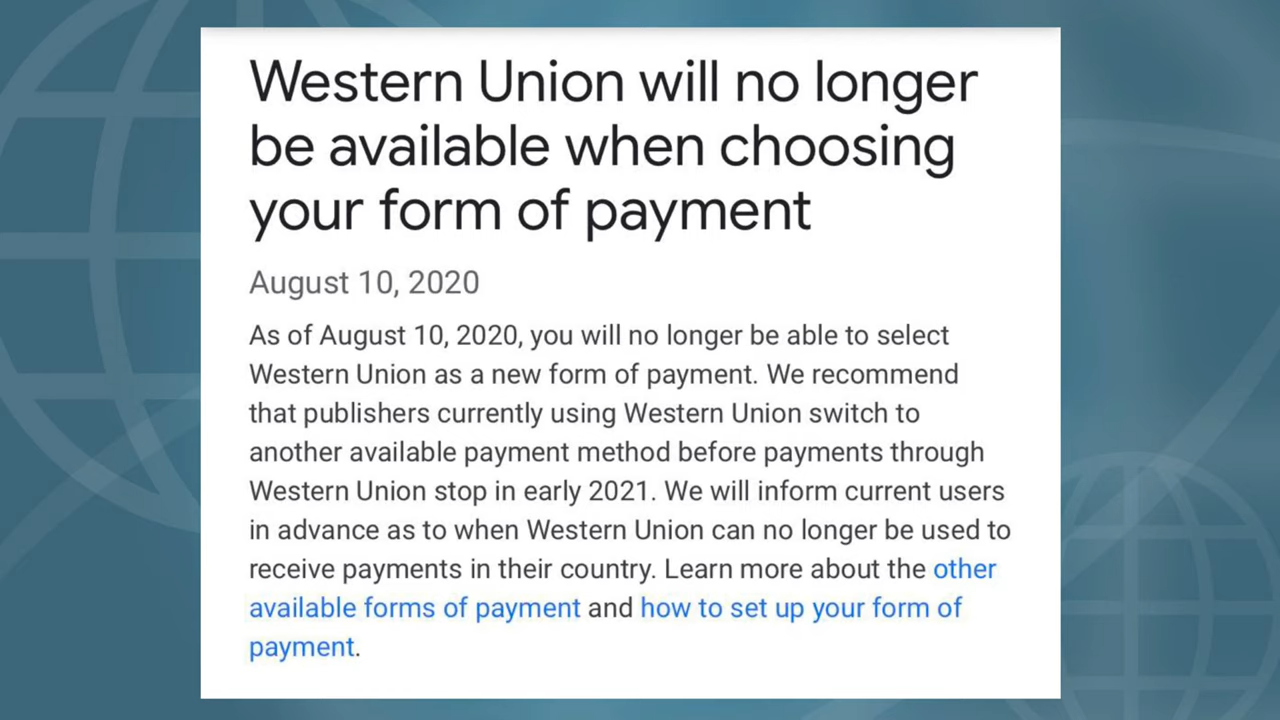 Western Union will no longer
be available when choosing
your form of payment
August 10, 2020
As of August 10, 2020, you will no longer be able to select
Western Union as a new form of payment. We recommend
that publishers currently using Western Union switch to
another available payment method before payments through
Western Union stop in early 2021. We will inform current users
in advance as to when Western Union can no longer be used to
receive payments in their country. Learn more about the other
available forms of payment and how to set up your form of
payment.